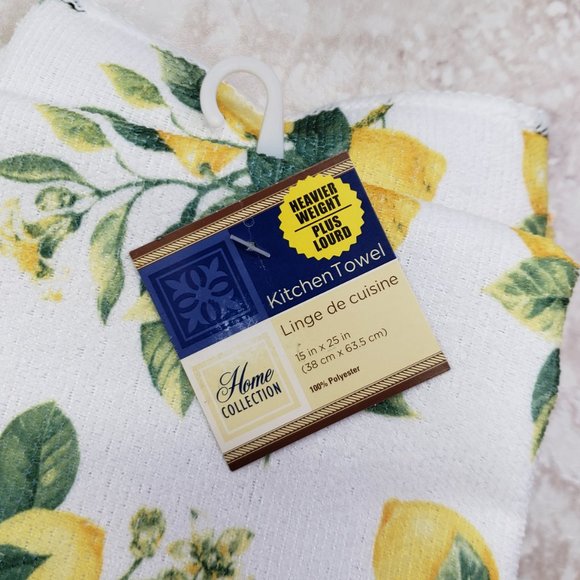 HEAVIER
WEIGHT
PLUS
LOURD
KitchenTowel
Linge de cuisine
15 in x 25 in
(38 cm x 63.5 cm)
100% Polyester
Home
COLLECTION